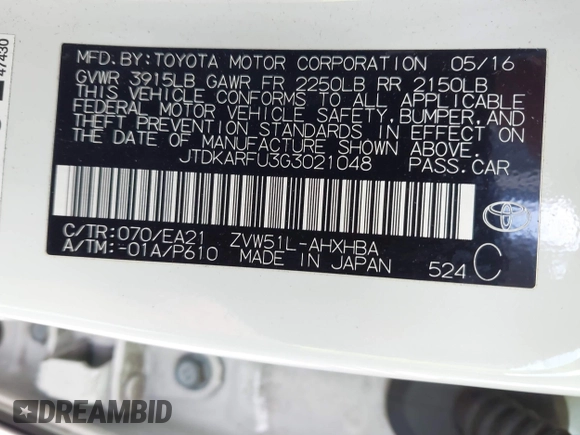 MFD.BY:TOYOTA MOTOR CORPORATION 05/16
GVWR 3915LB GAWR FR 2250LB RR 2150LB
THIS VEHICLE CONFORMS TO ALL APPLICABLE
FEDERAL MOTOR VEHICLE SAFETY,BUMPER,AND
THEFT PREVENTION STANDARDS IN EFFECT ON
THE DATE OF MANUFACTURE SHOWN ABOVE.
JTDKARFU3G3021048 PASS.CAR
C/TR:070/EA21 ZVW51L-AHXHBA
A/TM:-01A/P610 MADE IN JAPAN 524 C
47430
DREAMBID